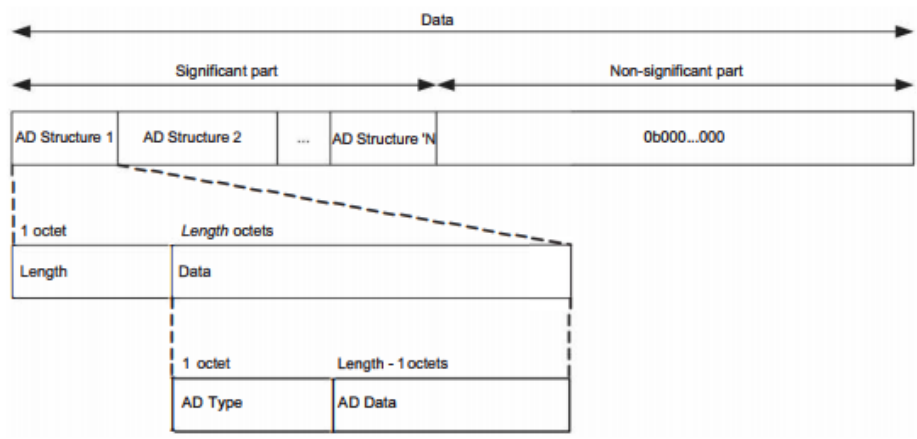 Data
Significant part
Non-significant part
AD Structure 1
AD Structure 2
...
AD Structure 'N
0b000...000
1 octet
Length octets
Length
Data
1 octet
Length - 1 octets
AD Type
AD Data